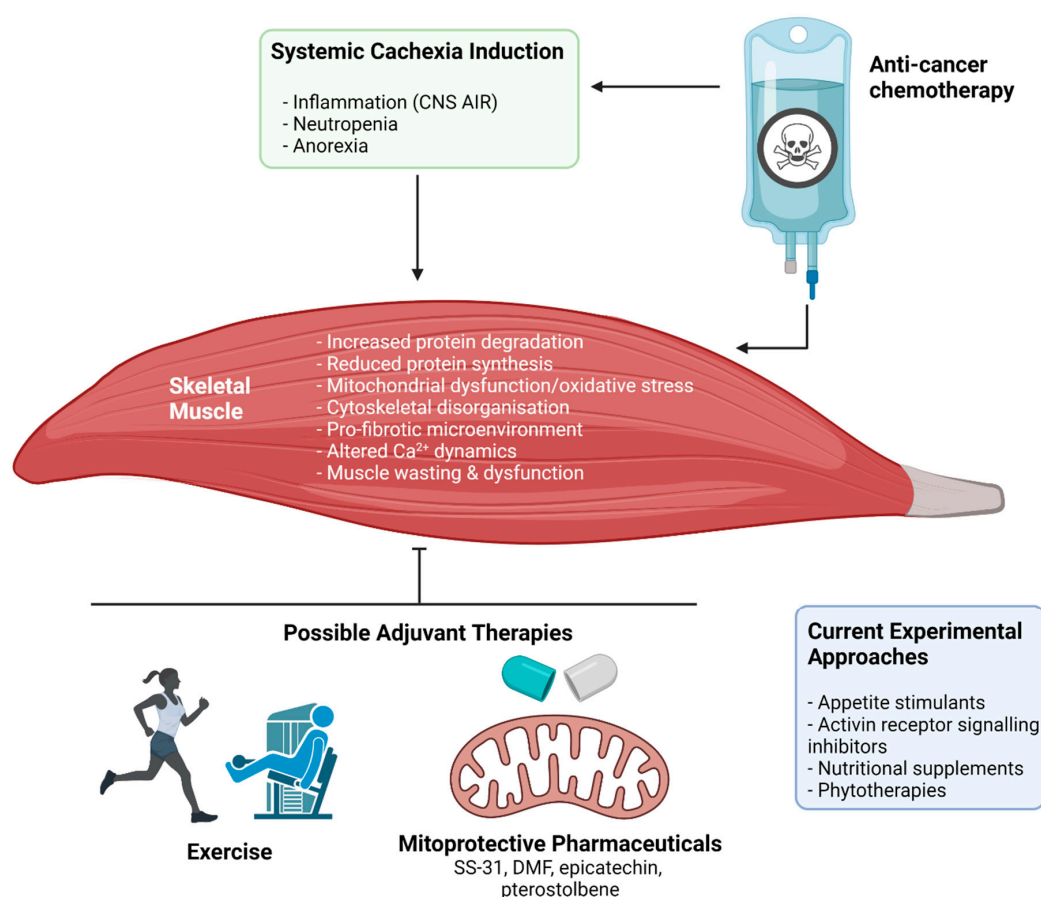 Systemic Cachexia Induction
- Inflammation (CNS AIR)
- Neutropenia
- Anorexia
Anti-cancer
chemotherapy
Skeletal
Muscle
- Increased protein degradation
- Reduced protein synthesis
- Mitochondrial dysfunction/oxidative stress
- Cytoskeletal disorganisation
- Pro-fibrotic microenvironment
- Altered Ca²⁺ dynamics
- Muscle wasting & dysfunction
Possible Adjuvant Therapies
Exercise
Mitoprotective Pharmaceuticals
SS-31, DMF, epicatechin,
pterostolbene
Current Experimental
Approaches
- Appetite stimulants
- Activin receptor signalling
inhibitors
- Nutritional supplements
- Phytotherapies